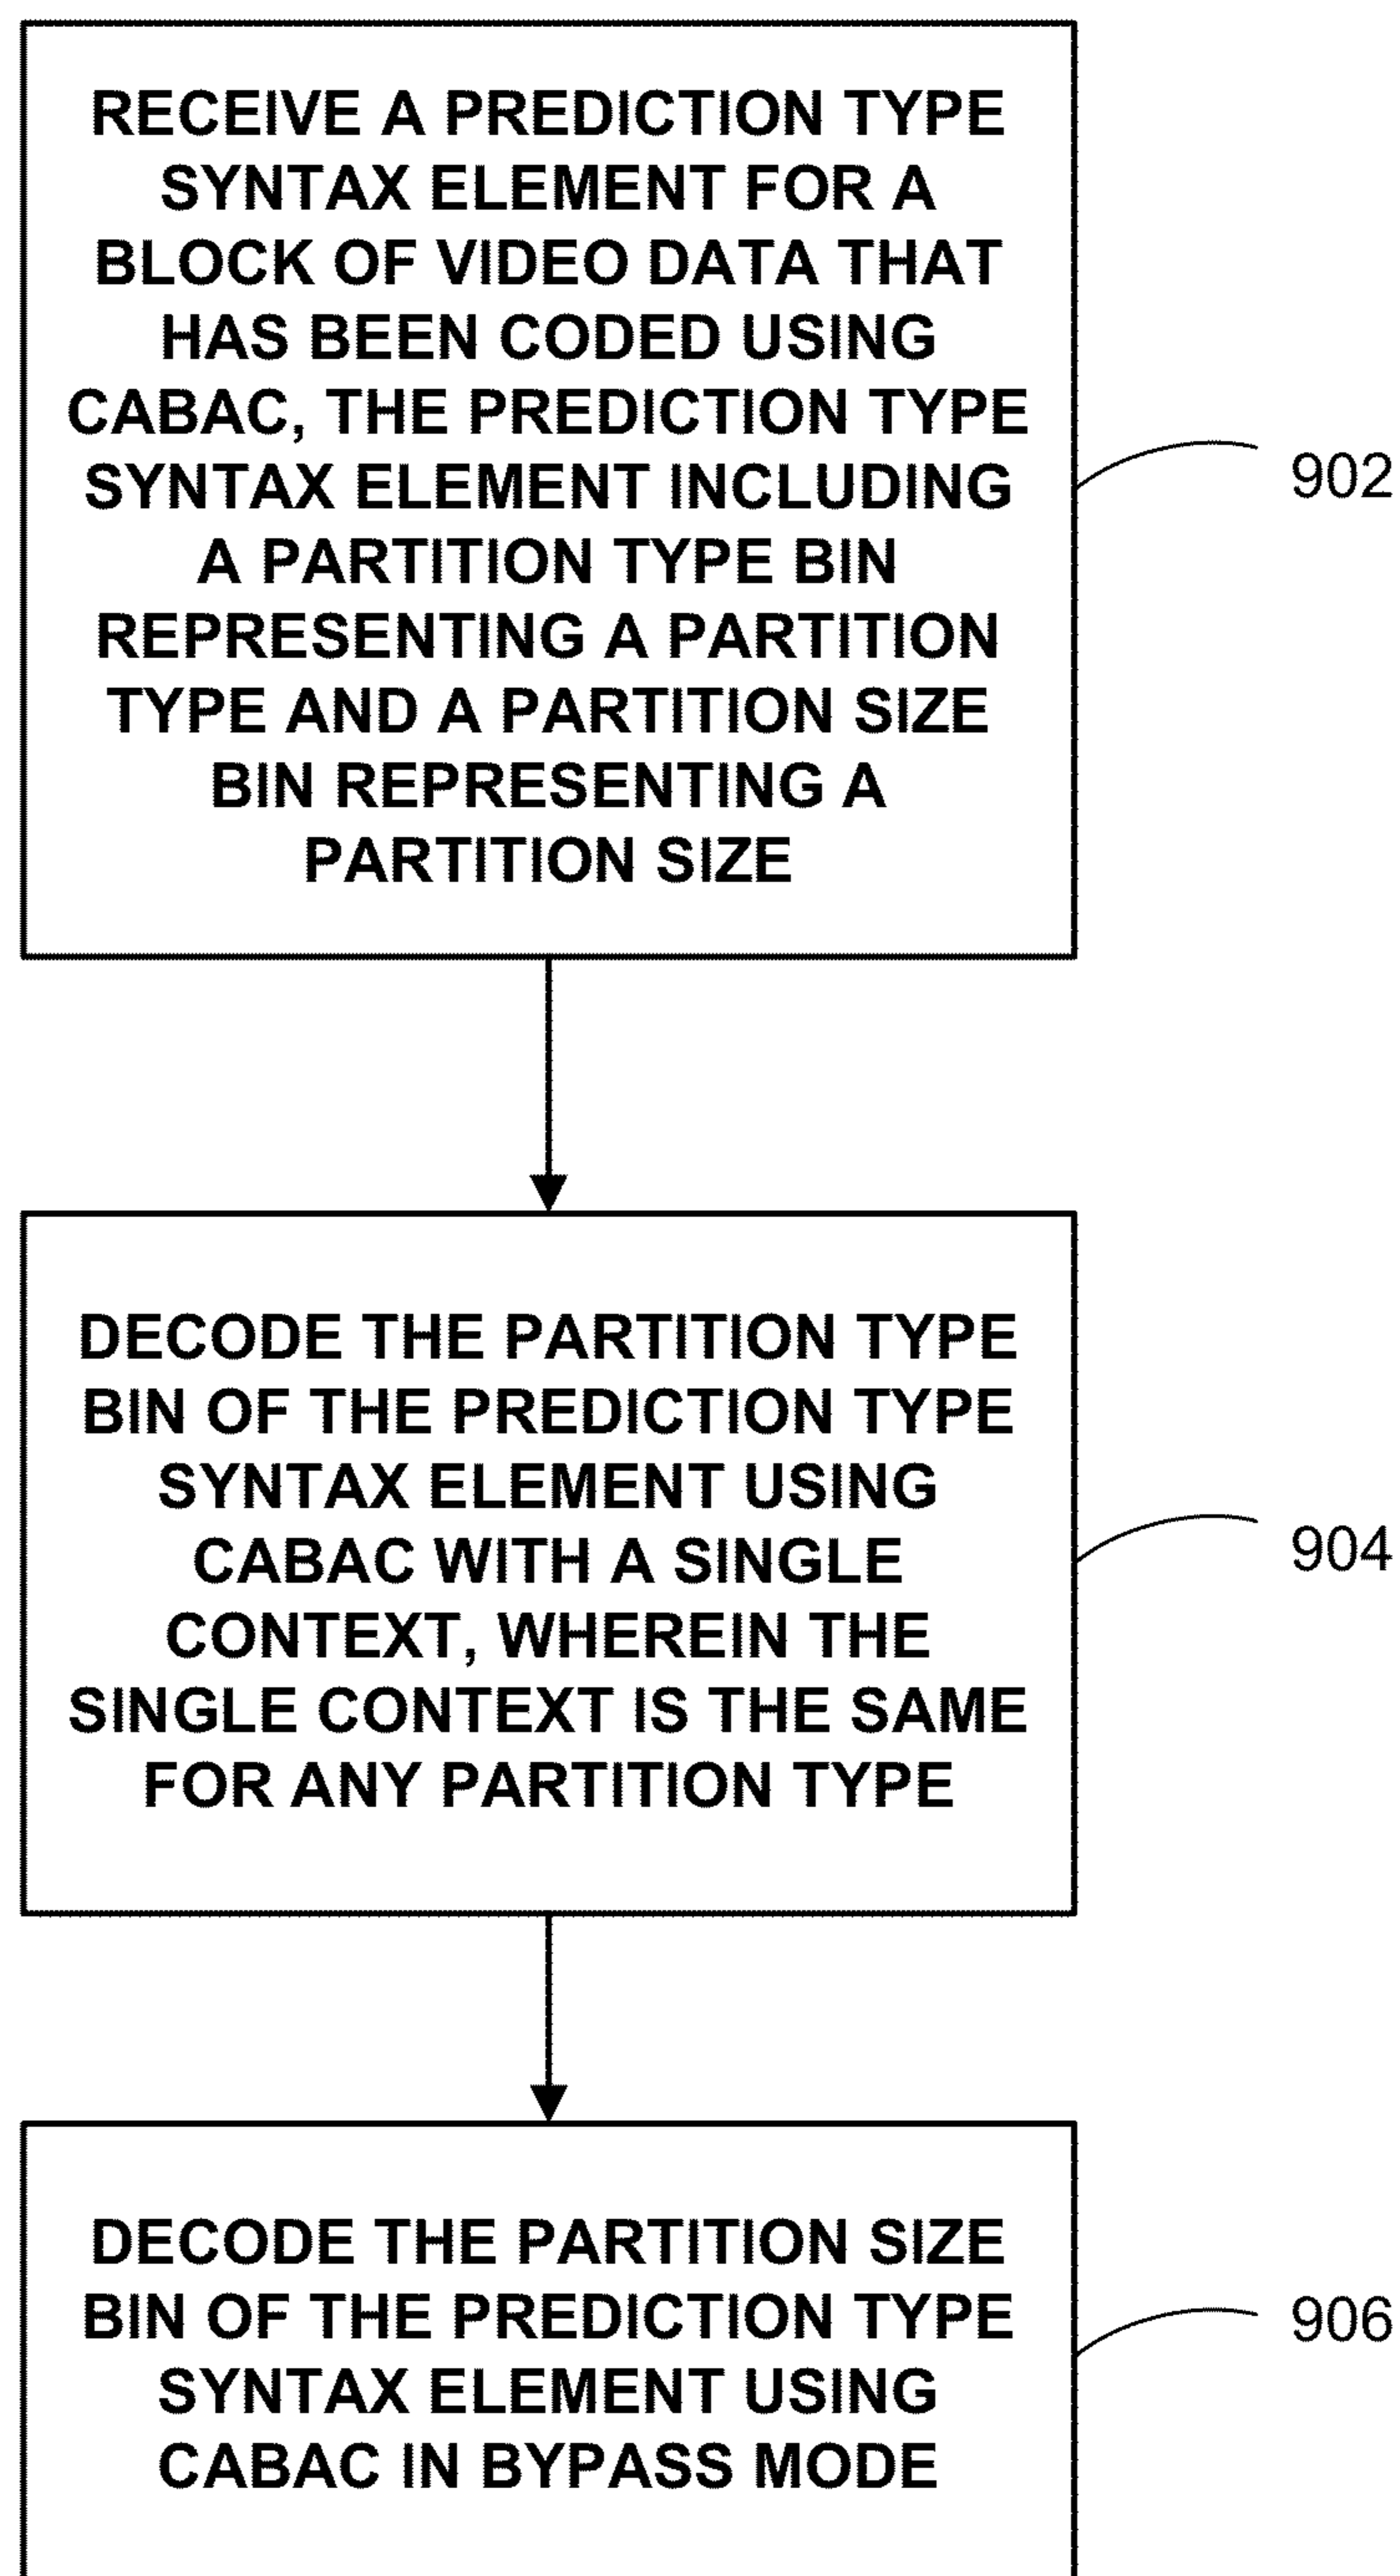 RECEIVE A PREDICTION TYPE
SYNTAX ELEMENT FOR A
BLOCK OF VIDEO DATA THAT
HAS BEEN CODED USING
CABAC, THE PREDICTION TYPE
SYNTAX ELEMENT INCLUDING
A PARTITION TYPE BIN
REPRESENTING A PARTITION
TYPE AND A PARTITION SIZE
BIN REPRESENTING A
PARTITION SIZE
902
DECODE THE PARTITION TYPE
BIN OF THE PREDICTION TYPE
SYNTAX ELEMENT USING
CABAC WITH A SINGLE
CONTEXT, WHEREIN THE
SINGLE CONTEXT IS THE SAME
FOR ANY PARTITION TYPE
904
DECODE THE PARTITION SIZE
BIN OF THE PREDICTION TYPE
SYNTAX ELEMENT USING
CABAC IN BYPASS MODE
906